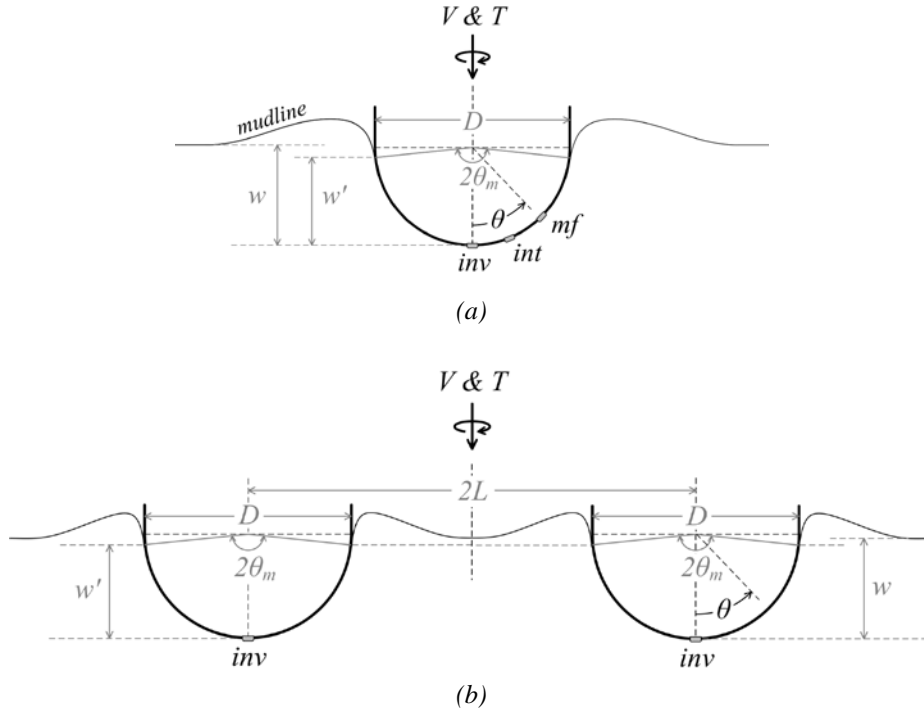 V & T
mudline
D
w
w'
2θm
θ
mf
int
inv
(a)
V & T
2L
D
D
w'
2θm
2θm
θ
w
inv
inv
(b)